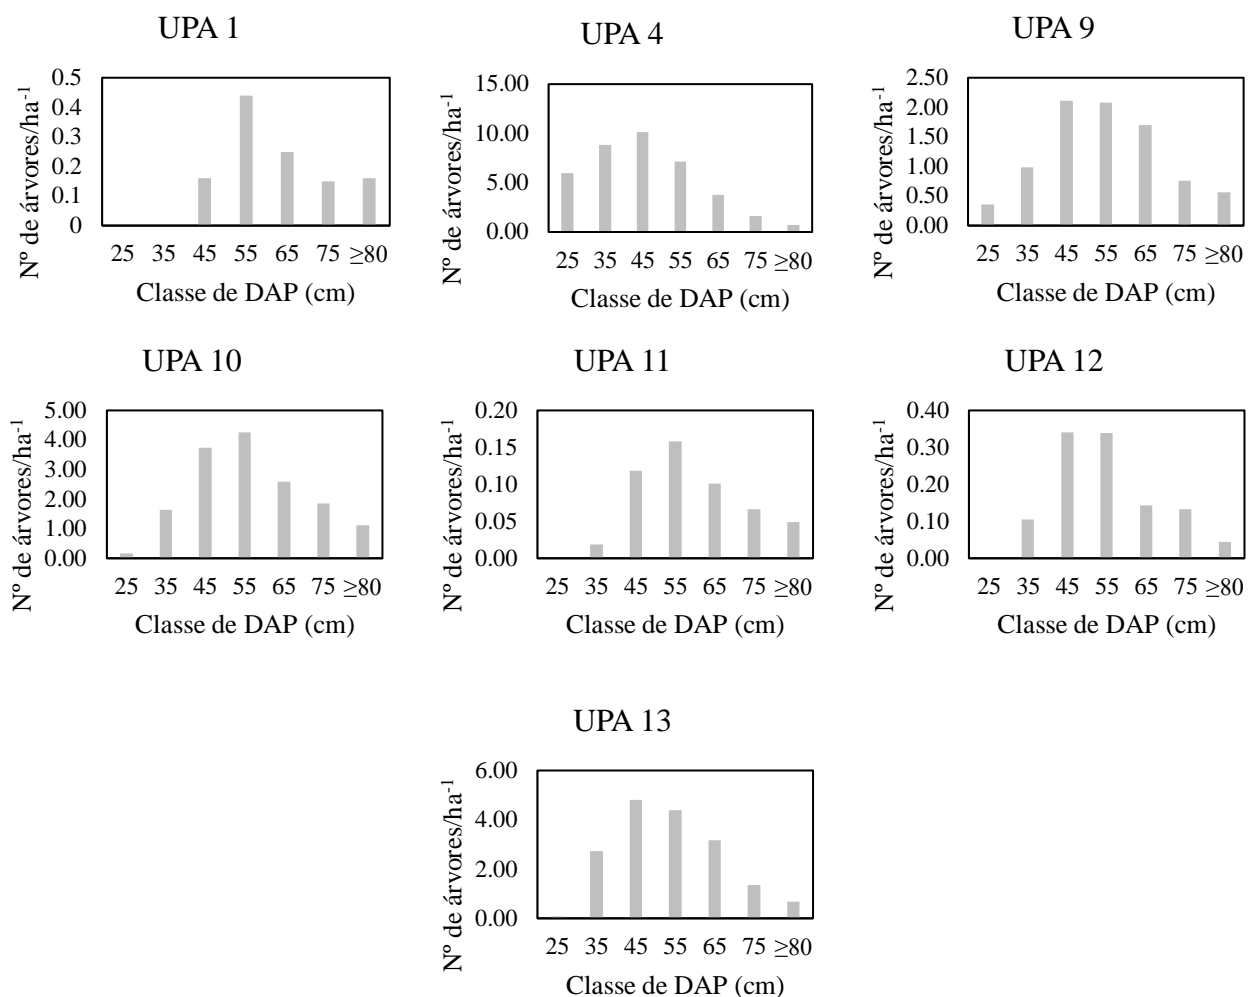 UPA 1
Nº de árvores/ha-1
0.5
0.4
0.3
0.2
0.1
0
25 35 45 55 65 75 ≥80
Classe de DAP (cm)
UPA 4
Nº de árvores/ha-1
15.00
10.00
5.00
0.00
25 35 45 55 65 75 ≥80
Classe de DAP (cm)
UPA 9
Nº de árvores/ha-1
2.50
2.00
1.50
1.00
0.50
0.00
25 35 45 55 65 75 ≥80
Classe de DAP (cm)
UPA 10
Nº de árvores/ha-1
5.00
4.00
3.00
2.00
1.00
0.00
25 35 45 55 65 75 ≥80
Classe de DAP (cm)
UPA 11
Nº de árvores/ha-1
0.20
0.15
0.10
0.05
0.00
25 35 45 55 65 75 ≥80
Classe de DAP (cm)
UPA 12
Nº de árvores/ha-1
0.40
0.30
0.20
0.10
0.00
25 35 45 55 65 75 ≥80
Classe de DAP (cm)
UPA 13
Nº de árvores/ha-1
6.00
4.00
2.00
0.00
25 35 45 55 65 75 ≥80
Classe de DAP (cm)